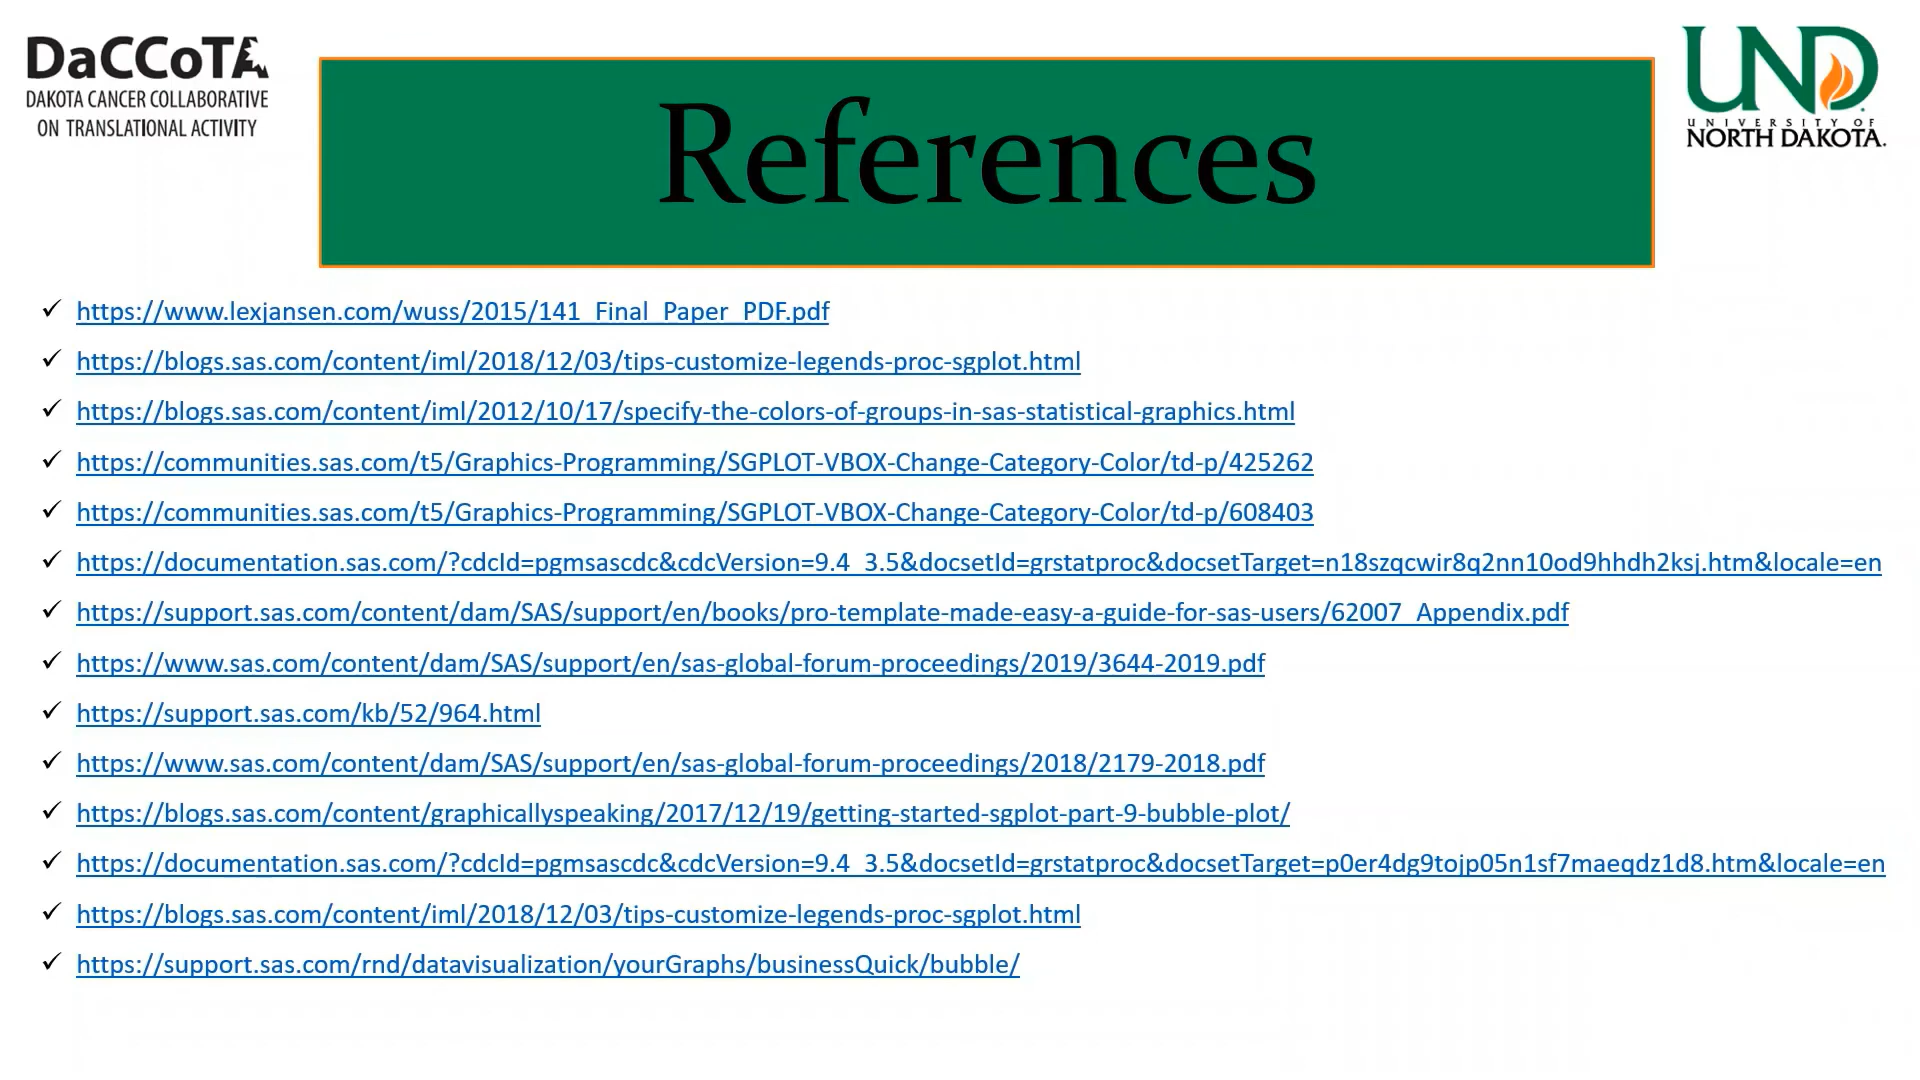 DaCCoTA
DAKOTA CANCER COLLABORATIVE
ON TRANSLATIONAL ACTIVITY
References
UND
UNIVERSITY OF
NORTH DAKOTA.
https://www.lexjansen.com/wuss/2015/141_Final_Paper_PDF.pdf
https://blogs.sas.com/content/iml/2018/12/03/tips-customize-legends-proc-sgplot.html
https://blogs.sas.com/content/iml/2012/10/17/specify-the-colors-of-groups-in-sas-statistical-graphics.html
https://communities.sas.com/t5/Graphics-Programming/SGPLOT-VBOX-Change-Category-Color/td-p/425262
https://communities.sas.com/t5/Graphics-Programming/SGPLOT-VBOX-Change-Category-Color/td-p/608403
https://documentation.sas.com/?cdcId=pgmsascdc&cdcVersion=9.4_3.5&docsetId=grstatproc&docsetTarget=n18szqcwir8q2nn10od9hhdh2ksj.htm&locale=en
https://support.sas.com/content/dam/SAS/support/en/books/pro-template-made-easy-a-guide-for-sas-users/62007_Appendix.pdf
https://www.sas.com/content/dam/SAS/support/en/sas-global-forum-proceedings/2019/3644-2019.pdf
https://support.sas.com/kb/52/964.html
https://www.sas.com/content/dam/SAS/support/en/sas-global-forum-proceedings/2018/2179-2018.pdf
https://blogs.sas.com/content/graphicallyspeaking/2017/12/19/getting-started-sgplot-part-9-bubble-plot/
https://documentation.sas.com/?cdcId=pgmsascdc&cdcVersion=9.4_3.5&docsetId=grstatproc&docsetTarget=p0er4dg9tojp05n1sf7maeqdz1d8.htm&locale=en
https://blogs.sas.com/content/iml/2018/12/03/tips-customize-legends-proc-sgplot.html
https://support.sas.com/rnd/datavisualization/yourGraphs/businessQuick/bubble/